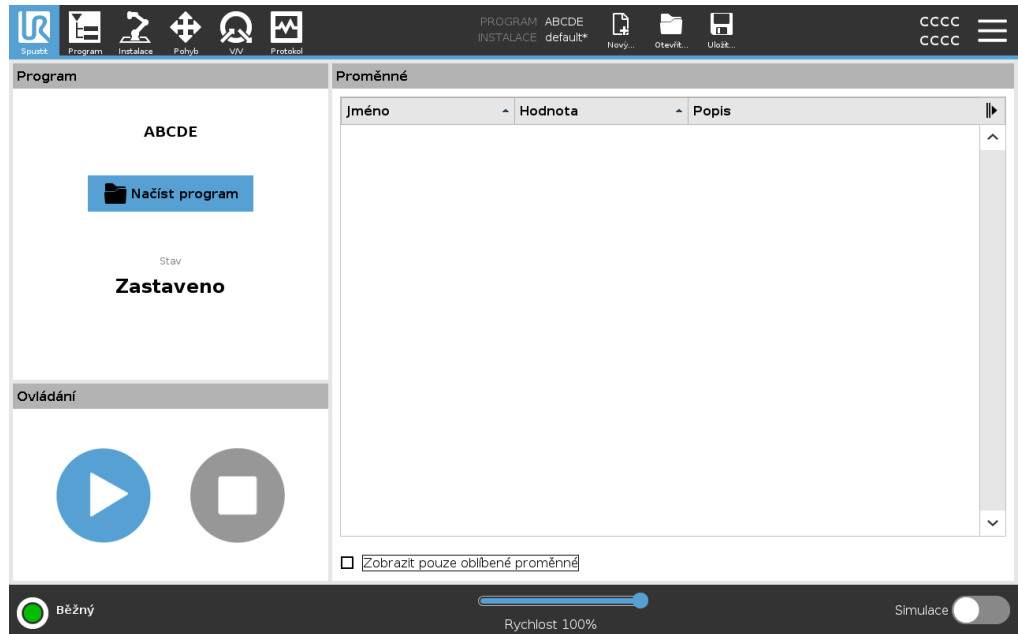 Spustit
Program
Instalace
Pohyb
V/V
Protokol
PROGRAM ABCDE
INSTALACE default*
Nový...
Otevřít...
Uložit...
CCCC
CCCC
Program
ABCDE
Načíst program
Stav
Zastaveno
Ovládání
Proměnné
Jméno Hodnota Popis
Zobrazit pouze oblíbené proměnné
Běžný
Rychlost 100%
Simulace